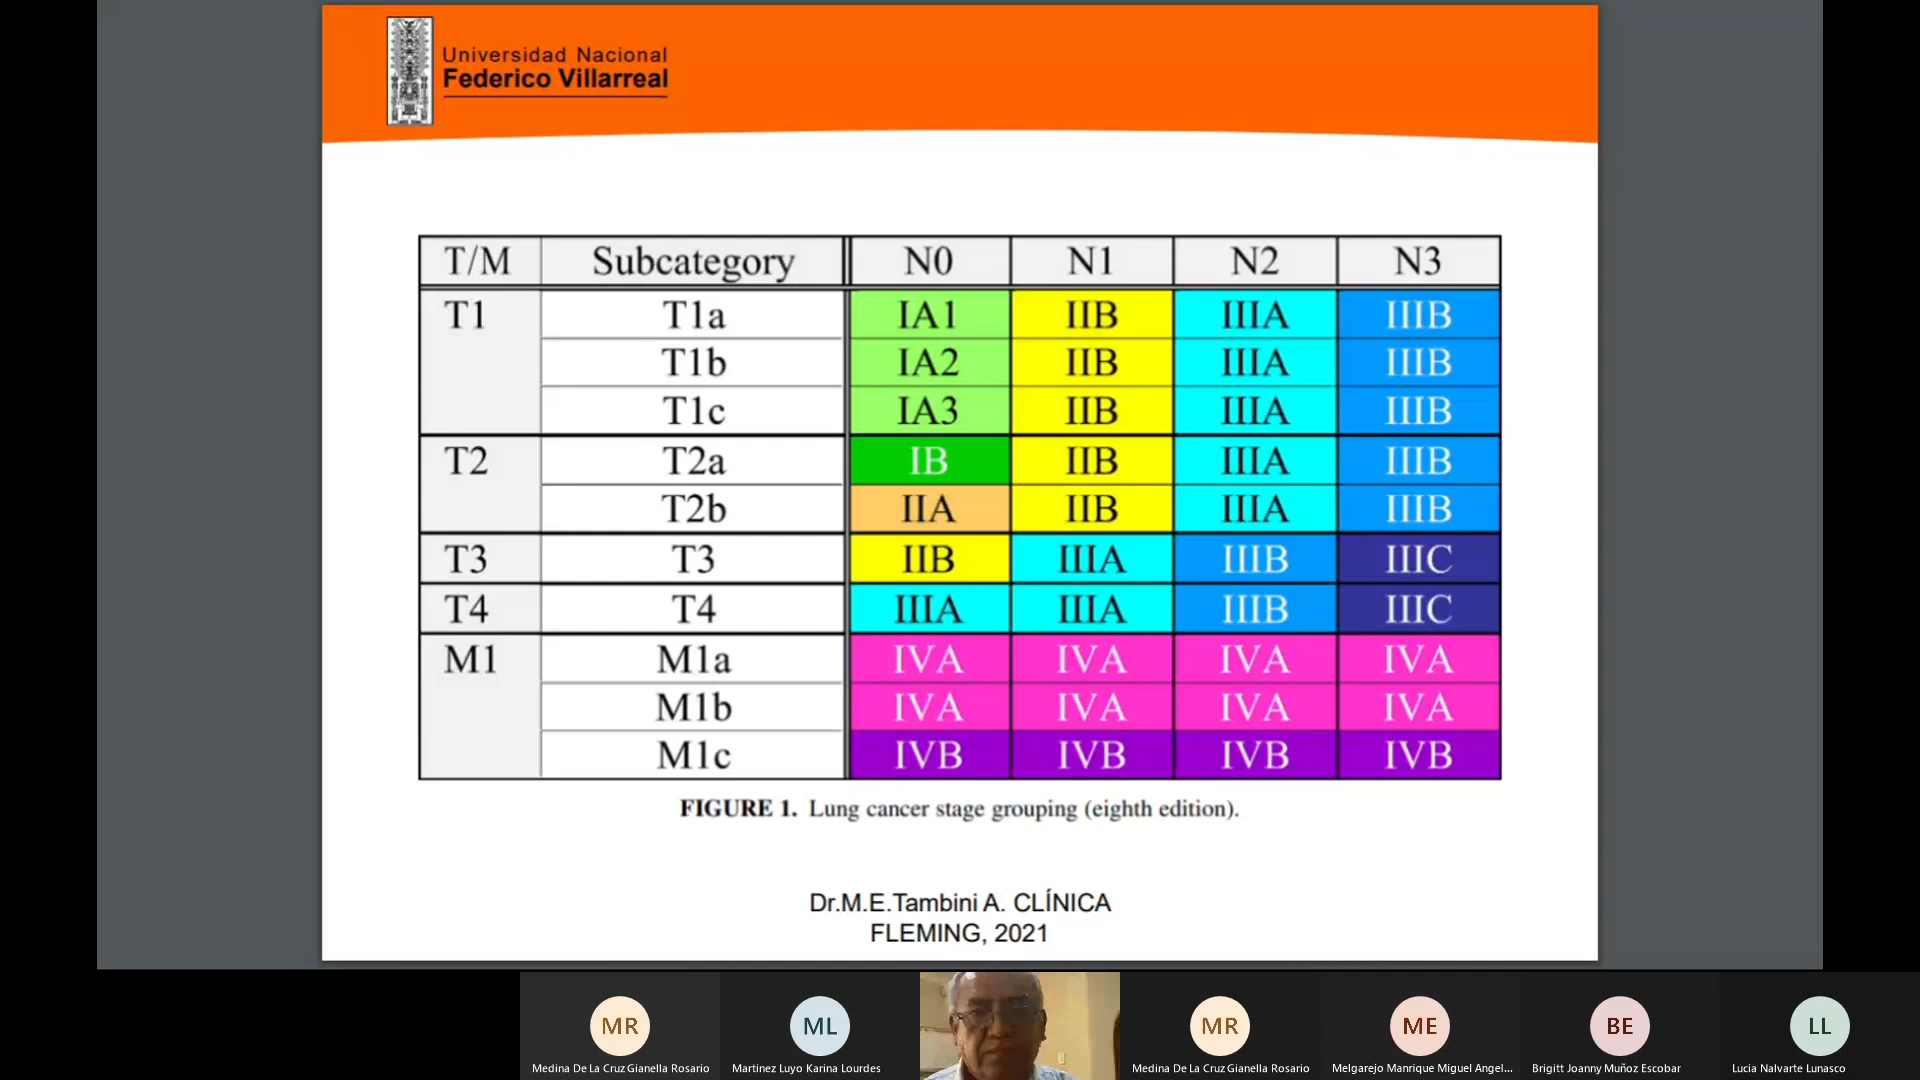 Universidad Nacional
Federico Villarreal
T/M Subcategory N0 N1 N2 N3
T1 T1a IA1 IIB IIIA IIIB
T1b IA2 IIB IIIA IIIB
T1c IA3 IIB IIIA IIIB
T2 T2a IB IIB IIIA IIIB
T2b IIA IIB IIIA IIIB
T3 T3 IIB IIIA IIIB IIIC
T4 T4 IIIA IIIA IIIB IIIC
M1 M1a IVA IVA IVA IVA
M1b IVA IVA IVA IVA
M1c IVB IVB IVB IVB
FIGURE 1. Lung cancer stage grouping (eighth edition).
Dr.M.E.Tambini A. CLÍNICA
FLEMING, 2021
MR ML MR ME BE LL
Medina De La Cruz Gianella Rosario Martinez Luyo Karina Lourdes Medina De La Cruz Gianella Rosario Melgarejo Manrique Miguel Angel... Brigitt Joanny Muñoz Escobar Lucia Nalvarte Lunasco